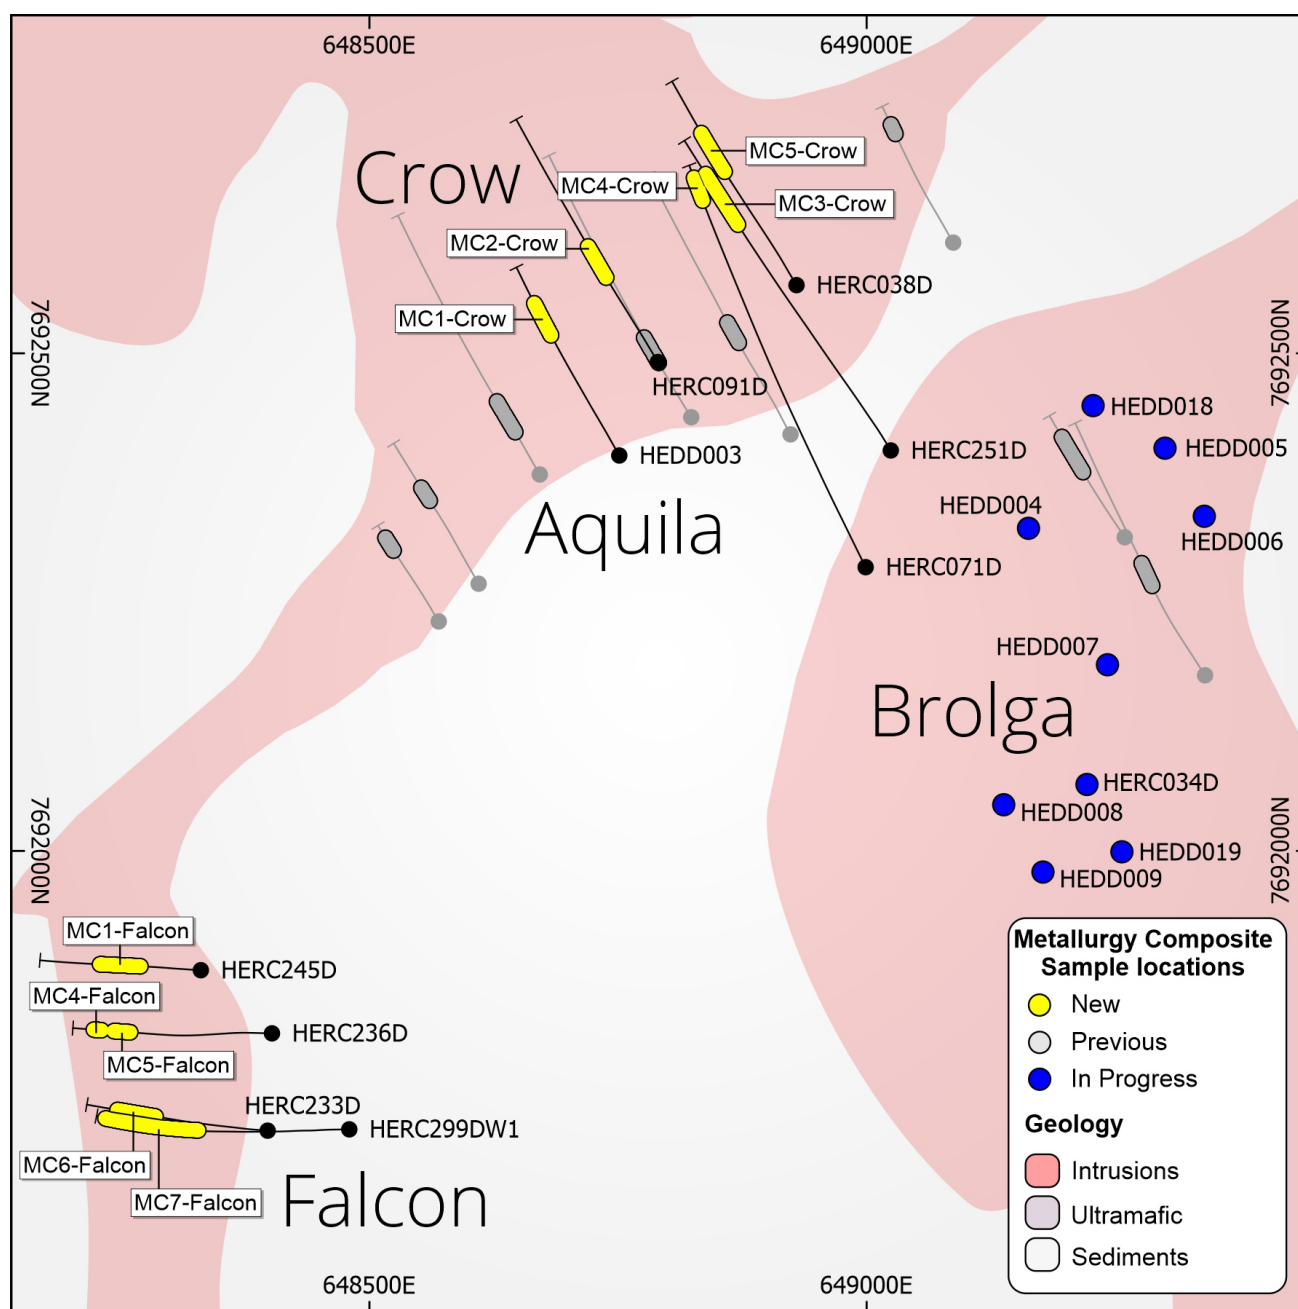 648500E
649000E
MC5-Crow
Crow
MC4-Crow
MC3-Crow
MC2-Crow
HERC038D
MC1-Crow
7692500N
7692500N
HERC091D
HEDD018
HEDD003
HERC251D
HEDD005
HEDD004
Aquila
HEDD006
HERC071D
HEDD007
Brolga
HERC034D
HEDD008
7692000N
7692000N
HEDD019
HEDD009
MC1-Falcon
HERC245D
MC4-Falcon
HERC236D
MC5-Falcon
HERC233D
HERC299DW1
MC6-Falcon
MC7-Falcon
Falcon
Metallurgy Composite
Sample locations
New
Previous
In Progress
Geology
Intrusions
Ultramafic
Sediments
648500E
649000E